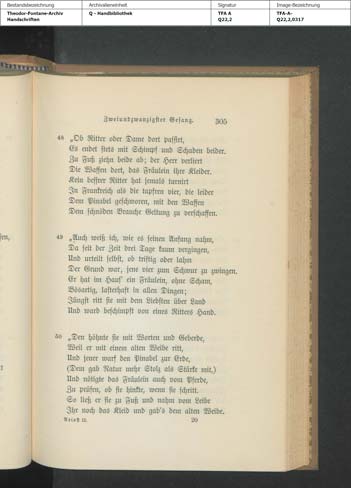 Bestandsbezeichnung
Theodor-Fontane-Archiv
Handschriften
Archivalieneinheit
Q - Handbibliothek
Signatur
TFA A
Q22,2
Image-Bezeichnung
TFA-A-
Q22,2,0317
Zweiundzwanzigster Gesang. 305
48 „Ob Ritter oder Dame dort passirt,
Es endet stets mit Schimpf und Schaden beider.
Zu Fuß ziehn beide ab; der Herr verliert
Die Waffen dort, das Fräulein ihre Kleider.
Kein bessrer Ritter hat jemals turnirt
In Frankreich als die tapfern vier, die leider
Dem Pinabel geschworen, mit den Waffen
Dem schnöden Brauche Geltung zu verschaffen.
49 „Auch weiß ich, wie es seinen Anfang nahm,
Da seit der Zeit drei Tage kaum vergingen,
Und urteilt selbst, ob triftig oder lahm
Der Grund war, jene vier zum Schwur zu zwingen.
Er hat im Haus' ein Fräulein, ohne Scham,
Bösartig, lasterhaft in allen Dingen;
Jüngst ritt sie mit dem Liebsten über Land
Und ward beschimpft von eines Ritters Hand.
50 „Den höhnte sie mit Worten und Geberde,
Weil er mit einem alten Weibe ritt,
Und jener warf den Pinabel zur Erde,
(Dem gab Natur mehr Stolz als Stärke mit,)
Und nötigte das Fräulein auch vom Pferde,
Zu prüfen, ob sie hinkte, wenn sie schritt.
So ließ er sie zu Fuß und nahm vom Leibe
Ihr noch das Kleid und gab's dem alten Weibe.
Ariost II. 20